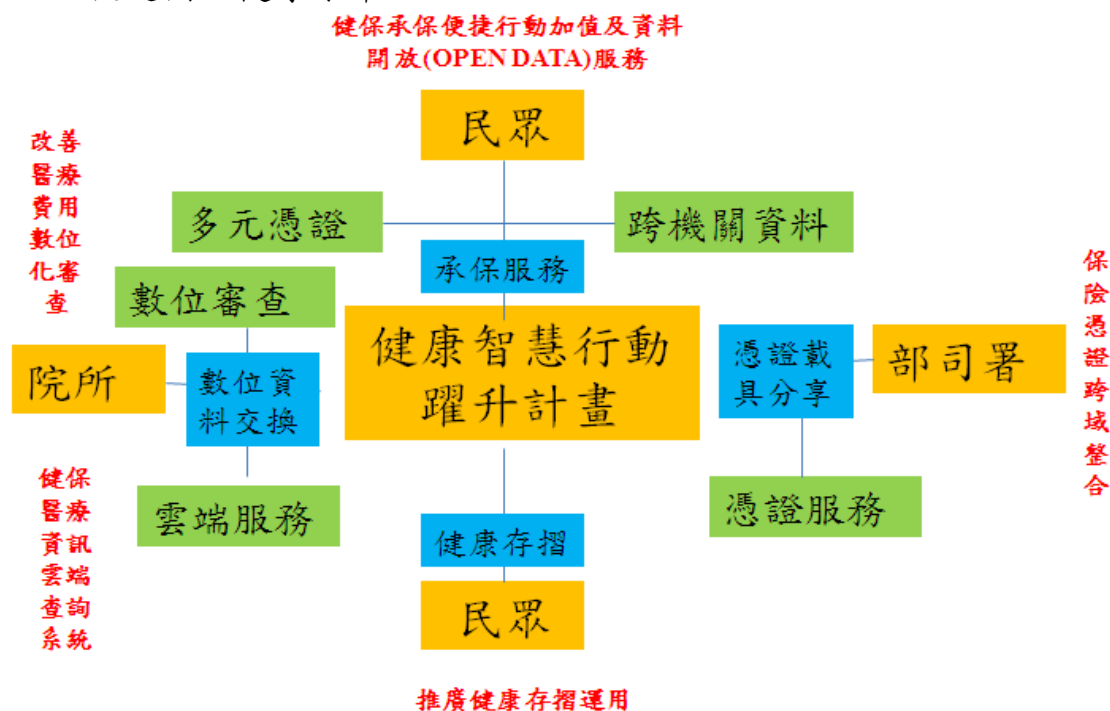 健保承保便捷行動加值及資料
開放(OPEN DATA)服務
民眾
改善
醫療
費用
數位
化審
查
多元憑證
跨機關資料
承保服務
數位審查
健康智慧行動
躍升計畫
院所
數位資
料交換
憑證載
具分享
部司署
保
險
憑
證
跨
域
整
合
雲端服務
憑證服務
健保
醫療
資訊
雲端
查詢
系統
健康存摺
民眾
推廣健康存摺運用